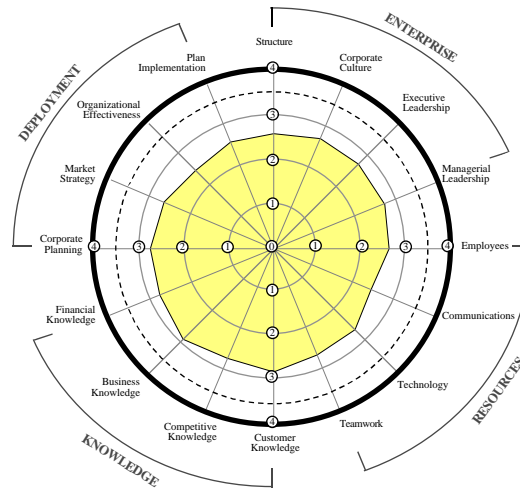 ENTERPRISE
Structure
Corporate
Culture
Executive
Leadership
Managerial
Leadership
Employees
Communications
Technology
Teamwork
RESOURCES
Customer
Knowledge
Competitive
Knowledge
Business
Knowledge
Financial
Knowledge
KNOWLEDGE
Corporate
Planning
Market
Strategy
Organizational
Effectiveness
Plan
Implementation
DEPLOYMENT
4
3
2
1
4 3 2 1 0 1 2 3 4
1
2
3
4